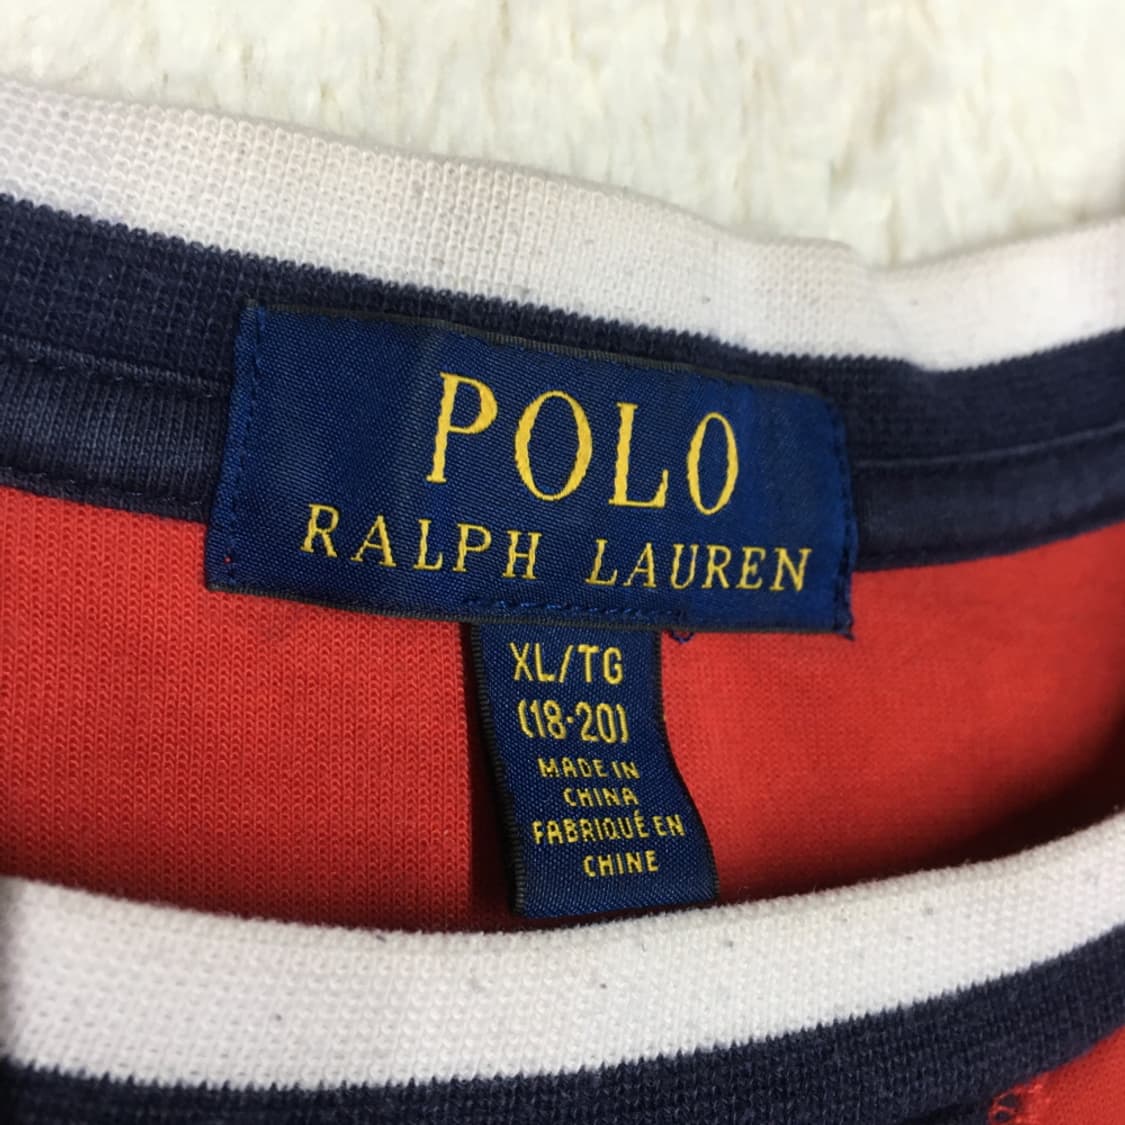 POLO
RALPH LAUREN
XL/TG
(18-20)
MADE IN
CHINA
FABRIQUÉ EN
CHINE